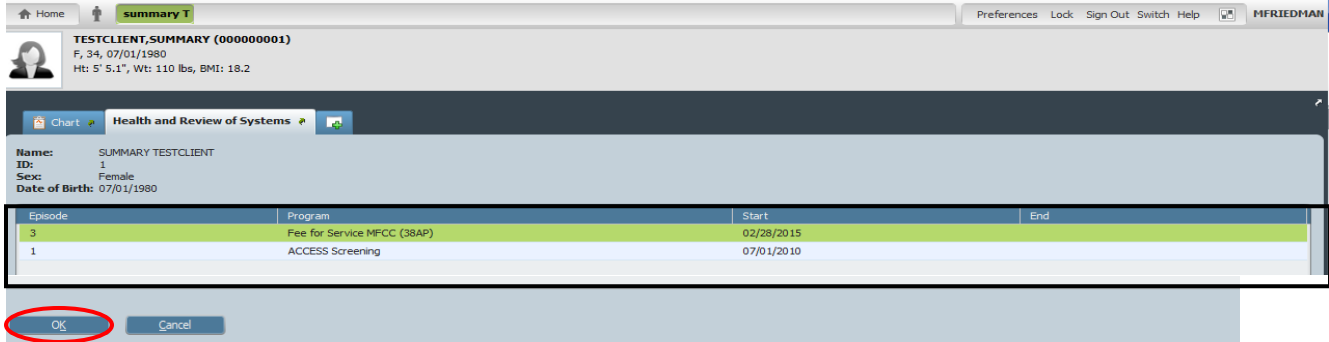 Home summary T Preferences Lock Sign Out Switch Help MFRIEDMAN
TESTCLIENT,SUMMARY (000000001)
F, 34, 07/01/1980
Ht: 5' 5.1", Wt: 110 lbs, BMI: 18.2
Chart Health and Review of Systems
Name: SUMMARY TESTCLIENT
ID: 1
Sex: Female
Date of Birth: 07/01/1980
Episode Program Start End
3 Fee for Service MFCC (38AP) 02/28/2015
1 ACCESS Screening 07/01/2010
OK Cancel